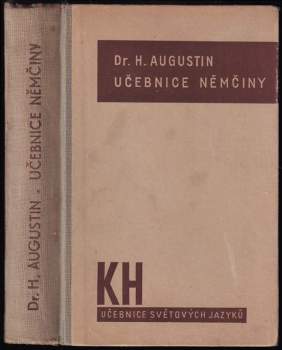 Dr. H. AUGUSTIN - UČEBNICE NĚMČINY
Dr. H. AUGUSTIN
UČEBNICE NĚMČINY
KH
UČEBNICE SVĚTOVÝCH JAZYKŮ